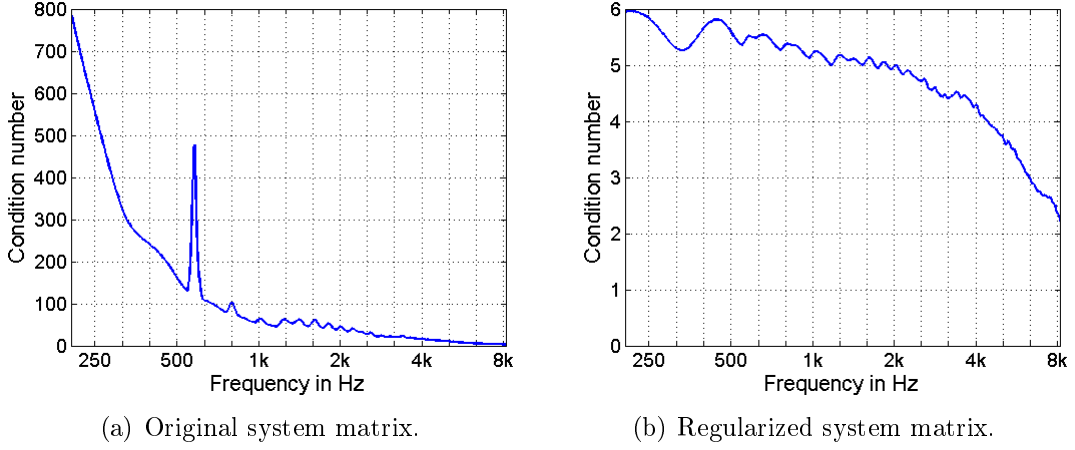 800
700
600
500
400
300
200
100
0
Condition number
250
500
1k
2k
4k
8k
Frequency in Hz
(a) Original system matrix.
6
5
4
3
2
1
0
Condition number
250
500
1k
2k
4k
8k
Frequency in Hz
(b) Regularized system matrix.